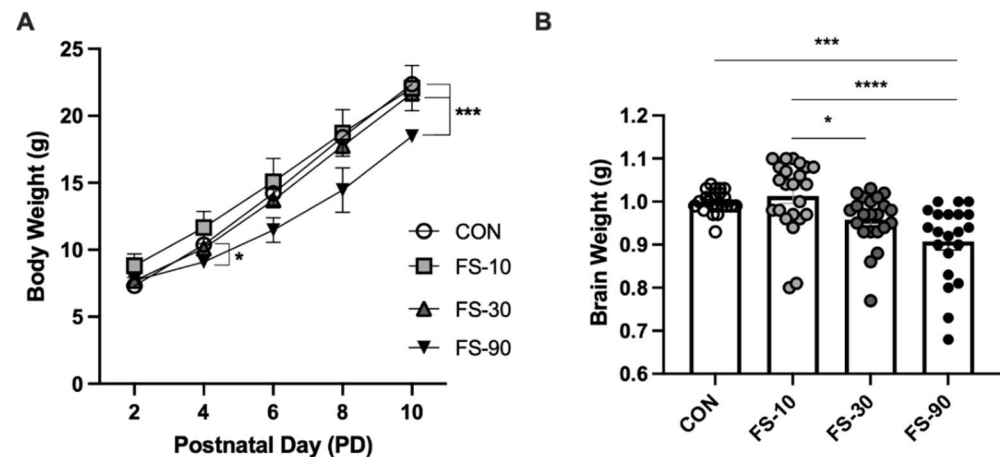 A
Body Weight (g)
25
20
15
10
5
0
2 4 6 8 10
Postnatal Day (PD)
***
*
CON
FS-10
FS-30
FS-90
B
Brain Weight (g)
1.2
1.1
1.0
0.9
0.8
0.7
0.6
***
****
*
CON FS-10 FS-30 FS-90